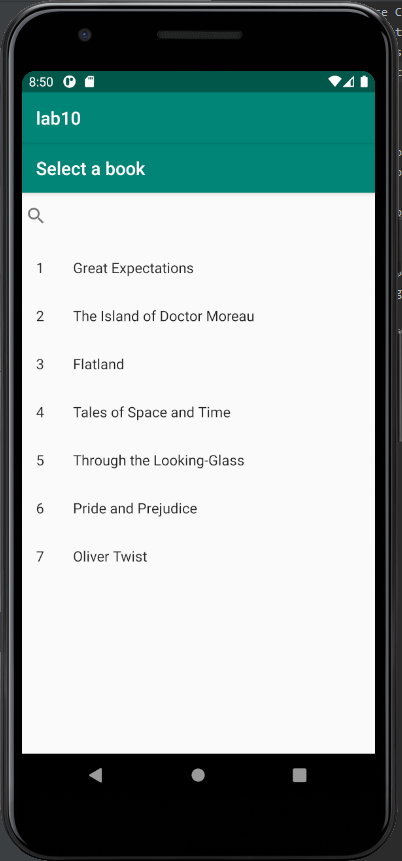 8:50
lab10
Select a book
1 Great Expectations
2 The Island of Doctor Moreau
3 Flatland
4 Tales of Space and Time
5 Through the Looking-Glass
6 Pride and Prejudice
7 Oliver Twist